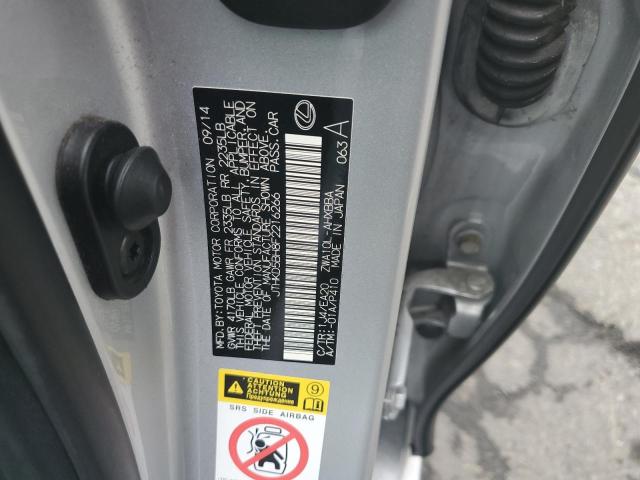 MFD.BY:TOYOTA MOTOR CORPORATION 09/14
GVWR 4170LB GAWR FR 2335LB RR 2235LB
THIS VEHICLE CONFORMS TO ALL APPLICABLE
FEDERAL MOTOR VEHICLE SAFETY, BUMPER, AND
THEFT PREVENTION STANDARDS IN EFFECT ON
THE DATE OF MANUFACTURE SHOWN ABOVE.
JTHKD5BH8F2216266 PASS.CAR
C/TR:1J4/EA20 ZWA10L-AHXBBA
A/TM:-01A/P410 MADE IN JAPAN
063 A
CAUTION
ATTENTION
Предупреждение
9
SRS SIDE AIRBAG